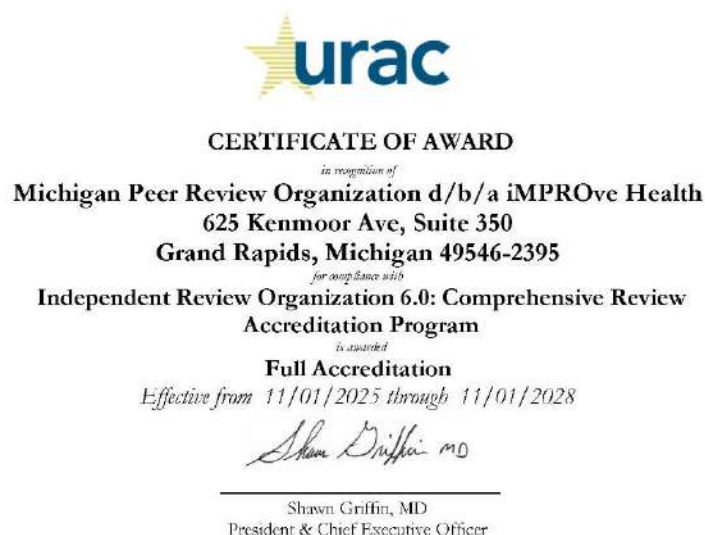 urac
CERTIFICATE OF AWARD
in recognition of
Michigan Peer Review Organization d/b/a iMPROve Health
625 Kenmoor Ave, Suite 350
Grand Rapids, Michigan 49546-2395
for compliance with
Independent Review Organization 6.0: Comprehensive Review
Accreditation Program
is awarded
Full Accreditation
Effective from 11/01/2025 through 11/01/2028
Shawn Griffin MD
Shawn Griffin, MD
President & Chief Executive Officer